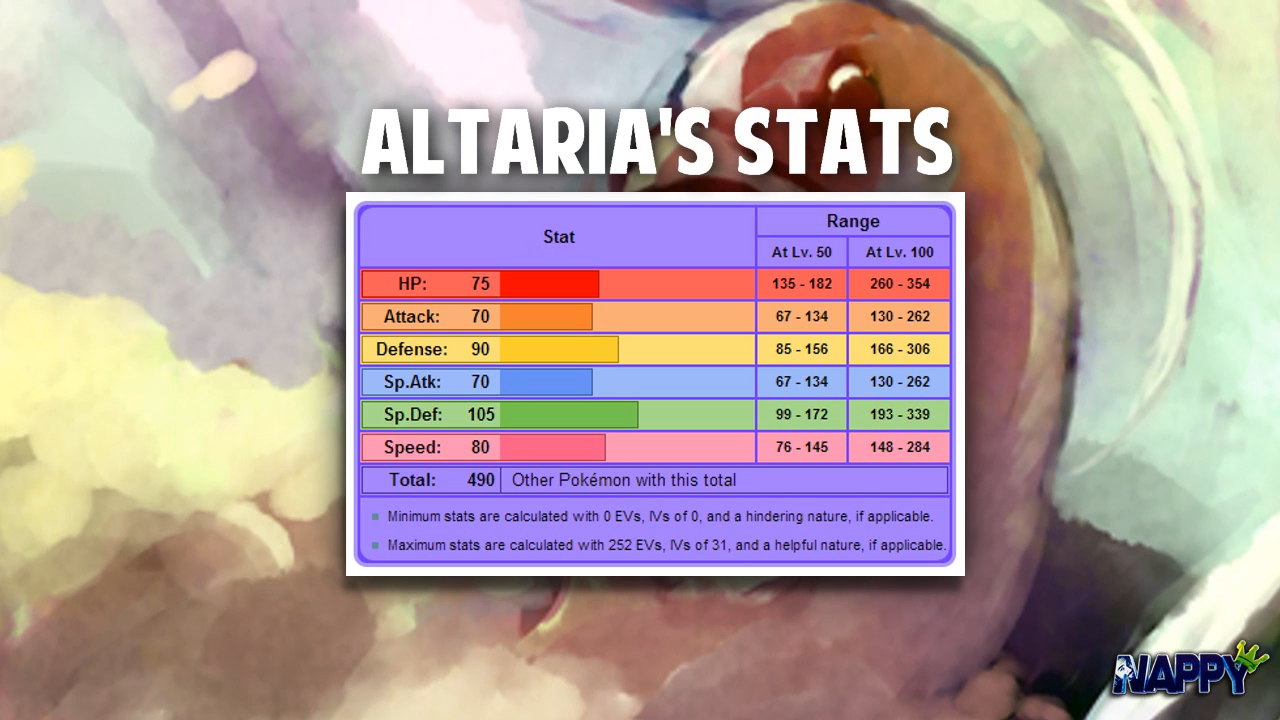 ALTARIA'S STATS
Stat
Range
At Lv. 50 At Lv. 100
HP: 75 135 - 182 260 - 354
Attack: 70 67 - 134 130 - 262
Defense: 90 85 - 156 166 - 306
Sp.Atk: 70 67 - 134 130 - 262
Sp.Def: 105 99 - 172 193 - 339
Speed: 80 76 - 145 148 - 284
Total: 490 Other Pokémon with this total
Minimum stats are calculated with 0 EVs, IVs of 0, and a hindering nature, if applicable.
Maximum stats are calculated with 252 EVs, IVs of 31, and a helpful nature, if applicable.
NAPPY